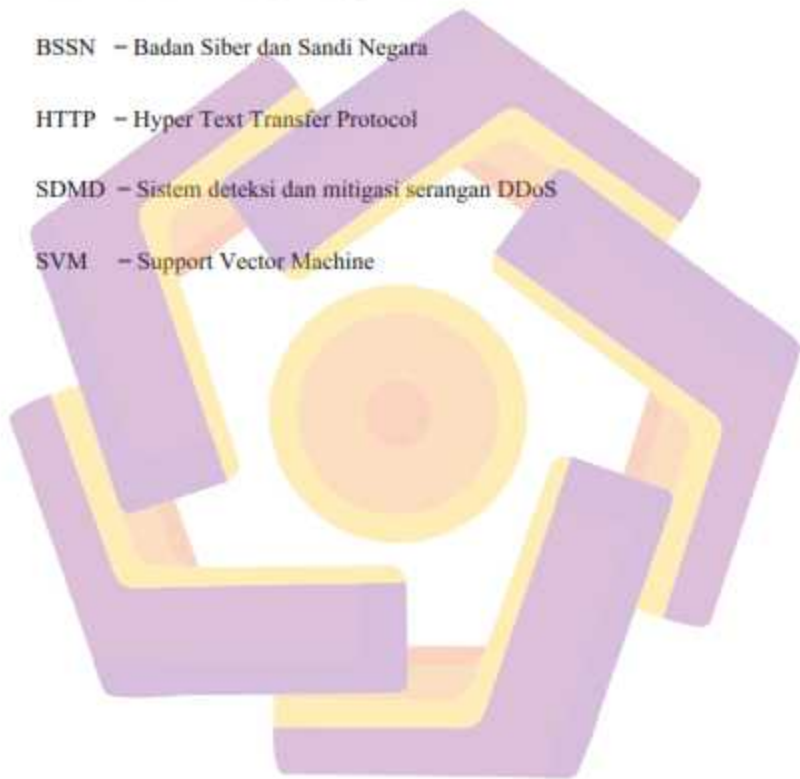 BSSN – Badan Siber dan Sandi Negara
HTTP – Hyper Text Transfer Protocol
SDMD – Sistem deteksi dan mitigasi serangan DDoS
SVM – Support Vector Machine